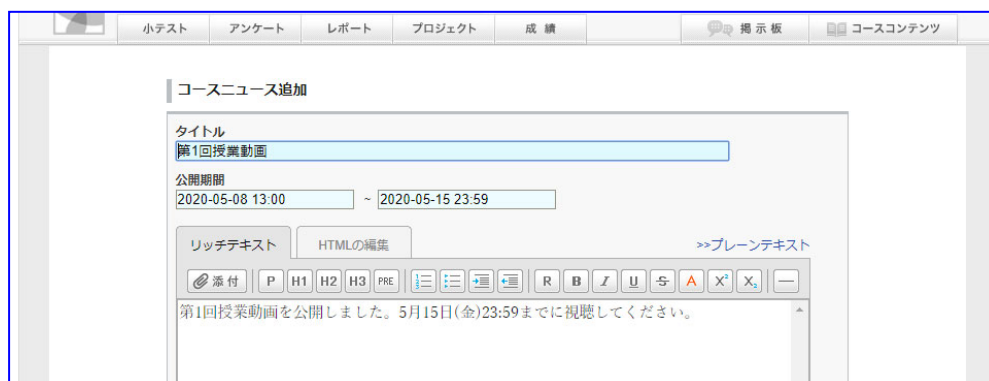 小テスト アンケート レポート プロジェクト 成績 掲示板 コースコンテンツ
コースニュース追加
タイトル
第1回授業動画
公開期間
2020-05-08 13:00 ~ 2020-05-15 23:59
リッチテキスト HTMLの編集 >>プレーンテキスト
添付 P H1 H2 H3 PRE R B I U S A X² X₂
第1回授業動画を公開しました。5月15日(金)23:59までに視聴してください。